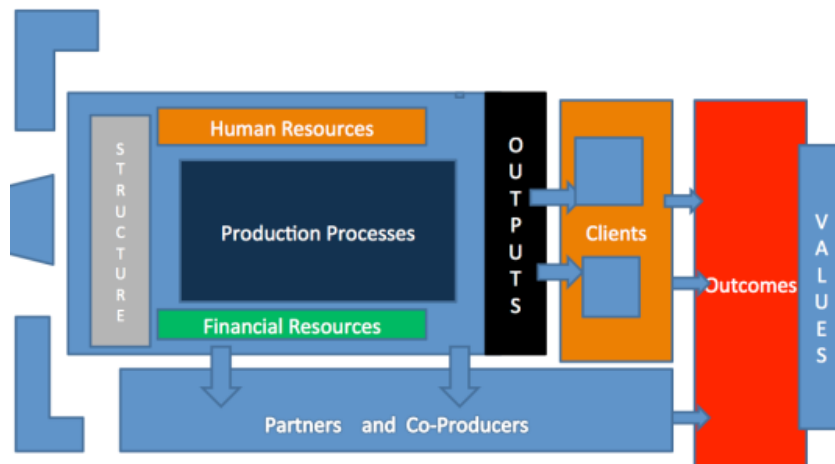 STRUCTURE
Human Resources
Production Processes
Financial Resources
OUTPUTS
Clients
Outcomes
VALUES
Partners and Co-Producers